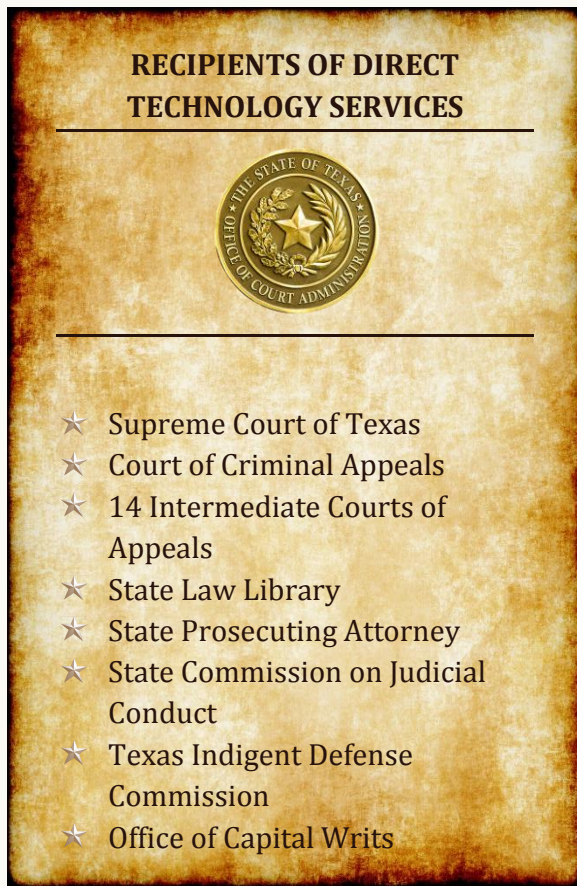 RECIPIENTS OF DIRECT
TECHNOLOGY SERVICES
THE STATE OF TEXAS
OFFICE OF COURT ADMINISTRATION
Supreme Court of Texas
Court of Criminal Appeals
14 Intermediate Courts of
Appeals
State Law Library
State Prosecuting Attorney
State Commission on Judicial
Conduct
Texas Indigent Defense
Commission
Office of Capital Writs